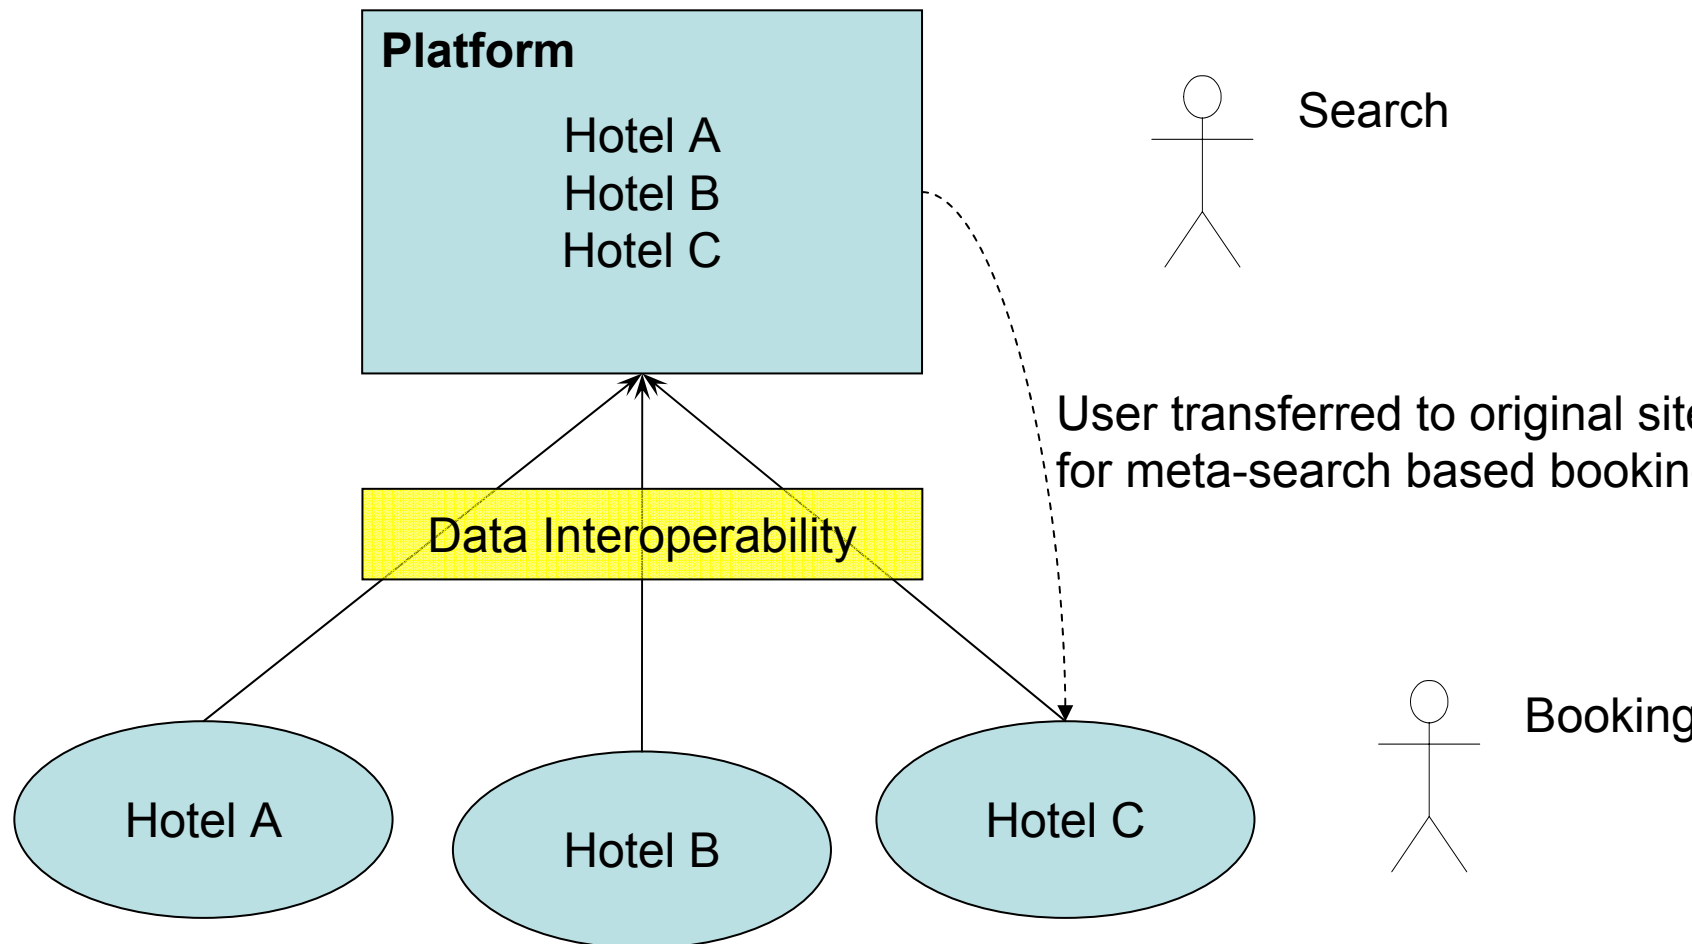 Platform
Hotel A
Hotel B
Hotel C
Search
User transferred to original site
for meta-search based bookin
Data Interoperability
Booking
Hotel A
Hotel B
Hotel C